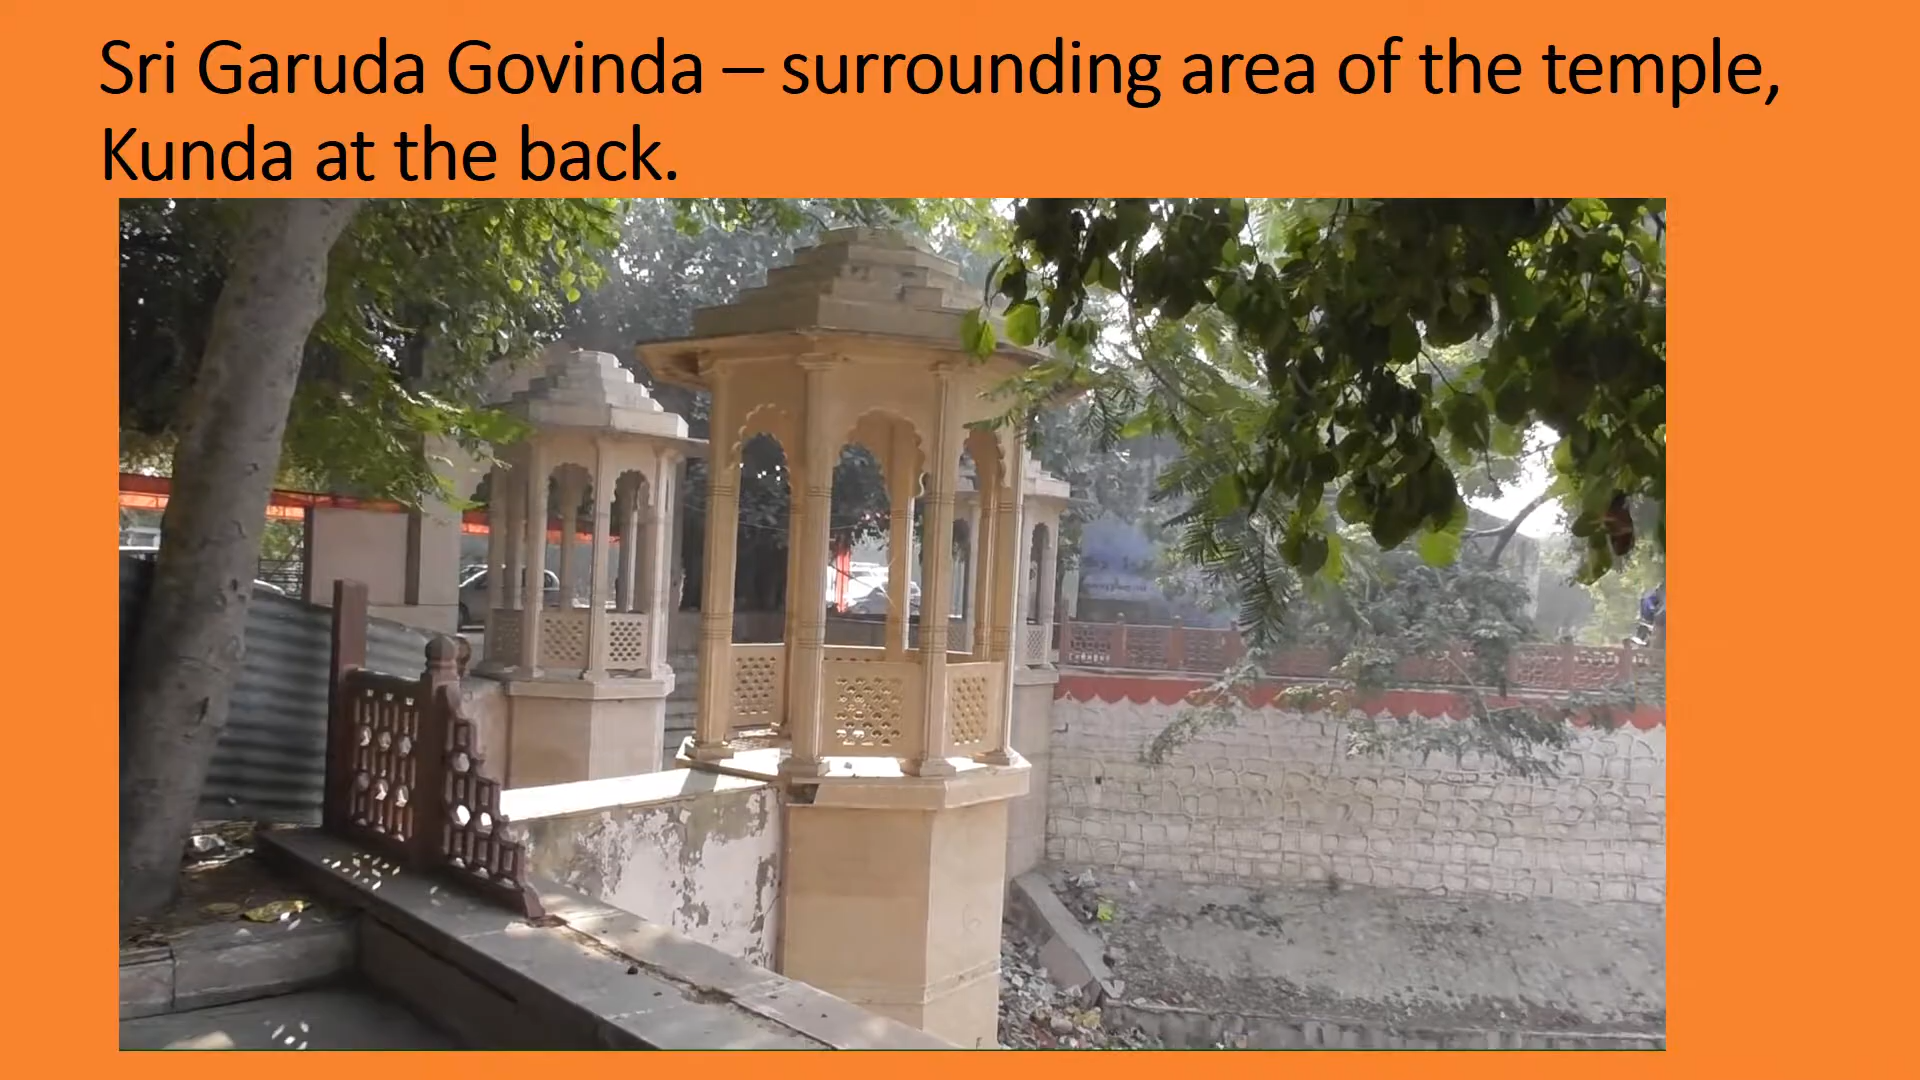 Sri Garuda Govinda – surrounding area of the temple,
Kunda at the back.